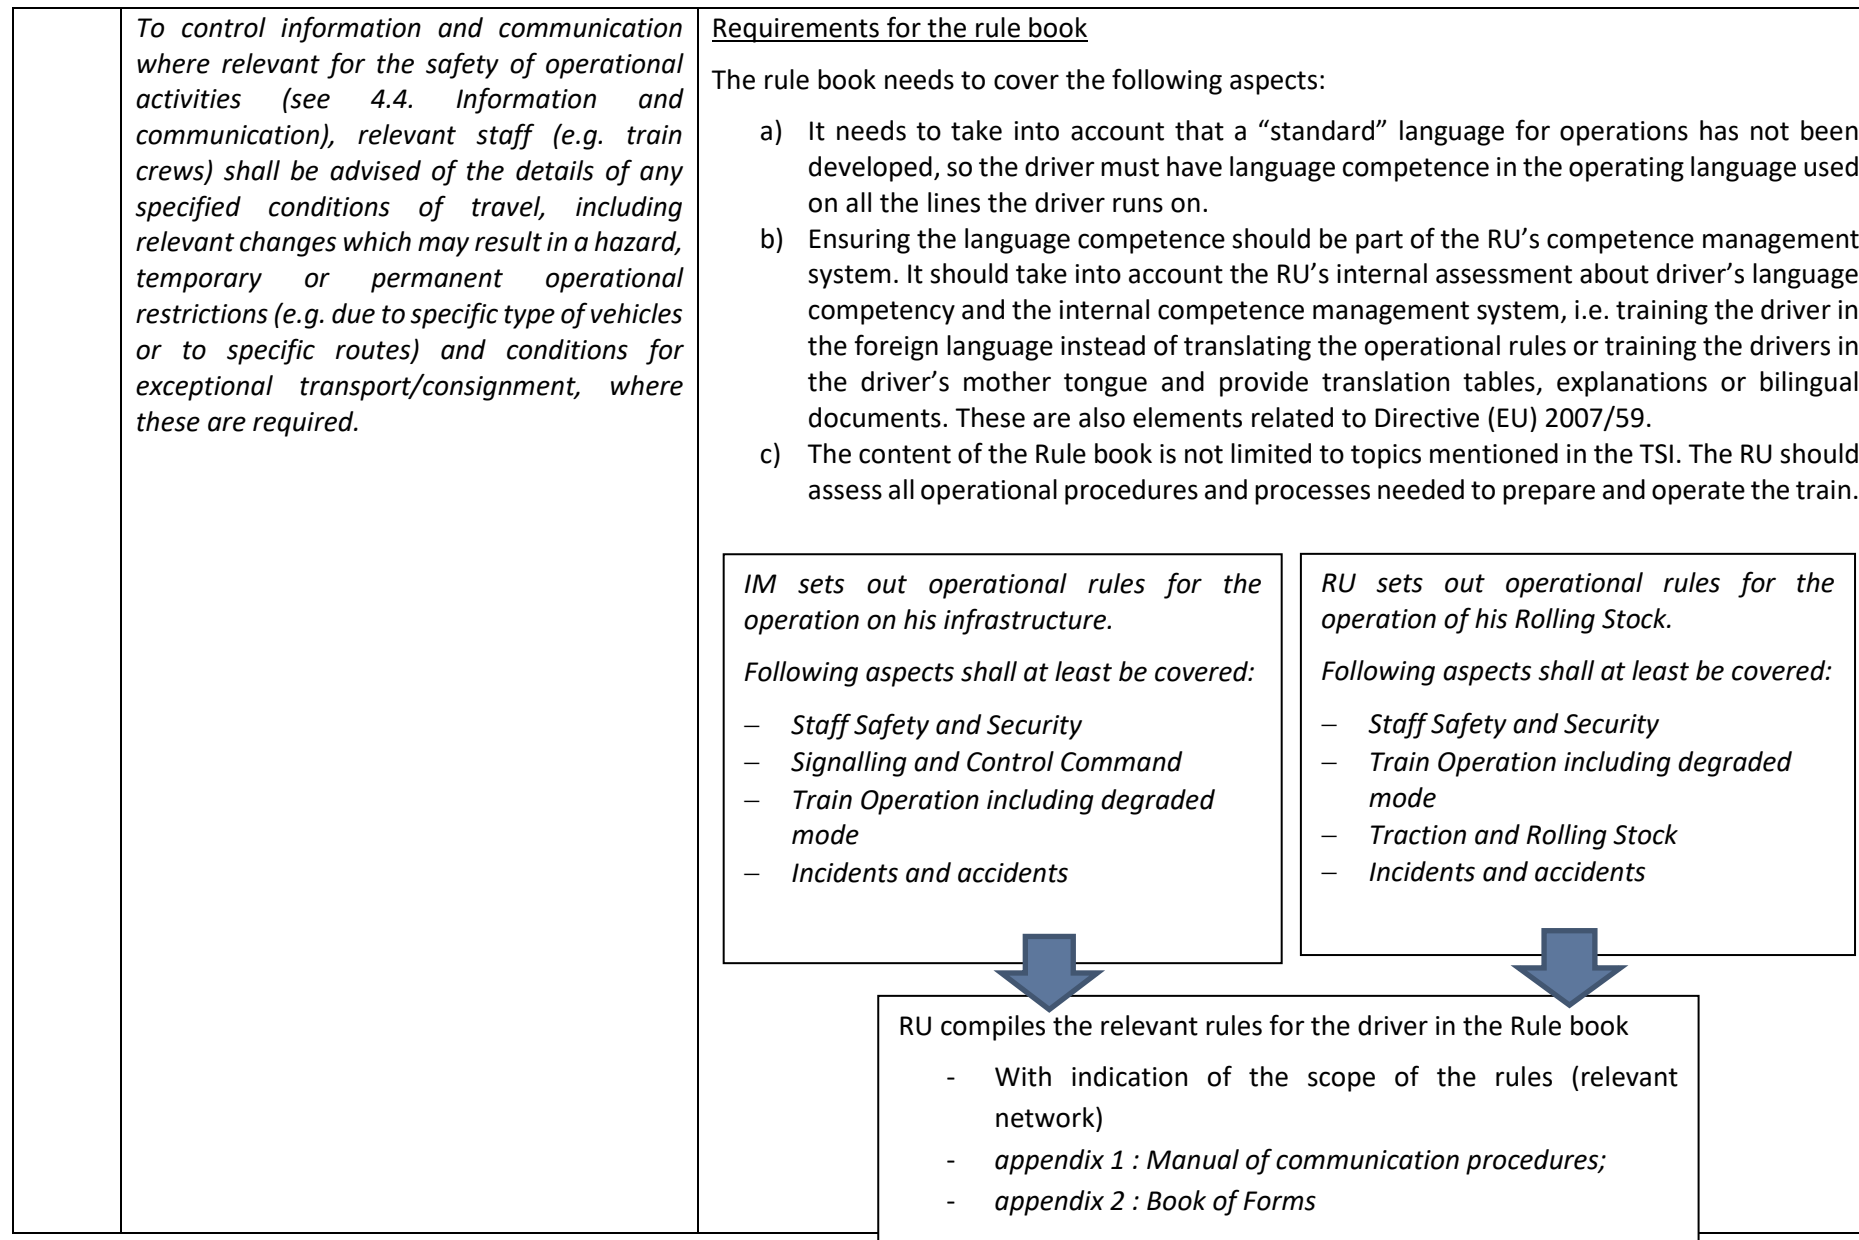 To control information and communication
where relevant for the safety of operational
activities (see 4.4. Information and
communication), relevant staff (e.g. train
crews) shall be advised of the details of any
specified conditions of travel, including
relevant changes which may result in a hazard,
temporary or permanent operational
restrictions (e.g. due to specific type of vehicles
or to specific routes) and conditions for
exceptional transport/consignment, where
these are required.
Requirements for the rule book
The rule book needs to cover the following aspects:
a) It needs to take into account that a “standard” language for operations has not been
developed, so the driver must have language competence in the operating language used
on all the lines the driver runs on.
b) Ensuring the language competence should be part of the RU’s competence management
system. It should take into account the RU’s internal assessment about driver’s language
competency and the internal competence management system, i.e. training the driver in
the foreign language instead of translating the operational rules or training the drivers in
the driver’s mother tongue and provide translation tables, explanations or bilingual
documents. These are also elements related to Directive (EU) 2007/59.
c) The content of the Rule book is not limited to topics mentioned in the TSI. The RU should
assess all operational procedures and processes needed to prepare and operate the train.
IM sets out operational rules for the
operation on his infrastructure.
Following aspects shall at least be covered:
– Staff Safety and Security
– Signalling and Control Command
– Train Operation including degraded
mode
– Incidents and accidents
RU sets out operational rules for the
operation of his Rolling Stock.
Following aspects shall at least be covered:
– Staff Safety and Security
– Train Operation including degraded
mode
– Traction and Rolling Stock
– Incidents and accidents
RU compiles the relevant rules for the driver in the Rule book
- With indication of the scope of the rules (relevant
network)
- appendix 1 : Manual of communication procedures;
- appendix 2 : Book of Forms